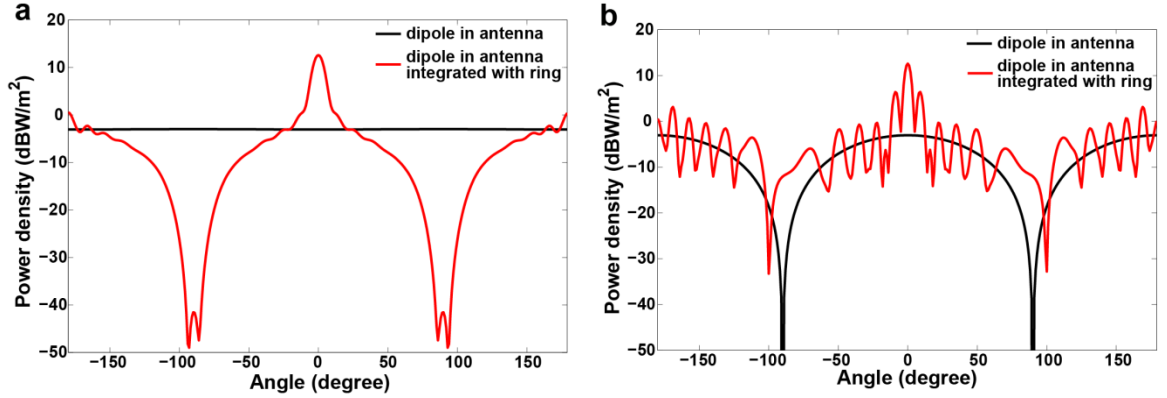 a
20
10
0
−10
−20
−30
−40
−50
Power density (dBW/m²)
dipole in antenna
dipole in antenna
integrated with ring
−150 −100 −50 0 50 100 150
Angle (degree)
b
20
10
0
−10
−20
−30
−40
−50
Power density (dBW/m²)
dipole in antenna
dipole in antenna
integrated with ring
−150 −100 −50 0 50 100 150
Angle (degree)